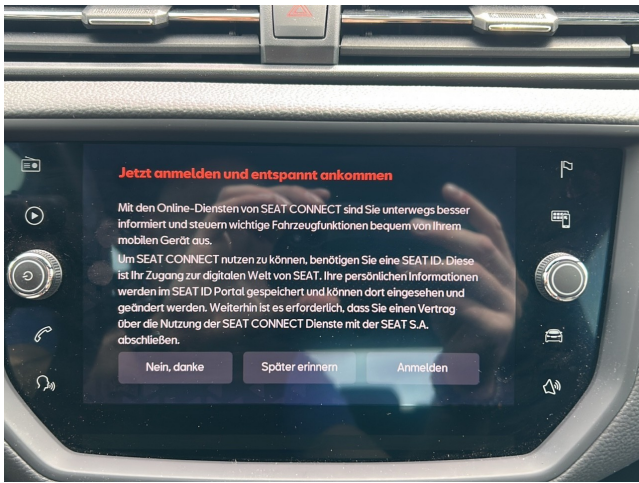 Jetzt anmelden und entspannt ankommen
Mit den Online-Diensten von SEAT CONNECT sind Sie unterwegs besser
informiert und steuern wichtige Fahrzeugfunktionen bequem von Ihrem
mobilen Gerät aus.
Um SEAT CONNECT nutzen zu können, benötigen Sie eine SEAT ID. Diese
ist Ihr Zugang zur digitalen Welt von SEAT. Ihre persönlichen Informationen
werden im SEAT ID Portal gespeichert und können dort eingesehen und
geändert werden. Weiterhin ist es erforderlich, dass Sie einen Vertrag
über die Nutzung der SEAT CONNECT Dienste mit der SEAT S.A.
abschließen.
Nein, danke Später erinnern Anmelden